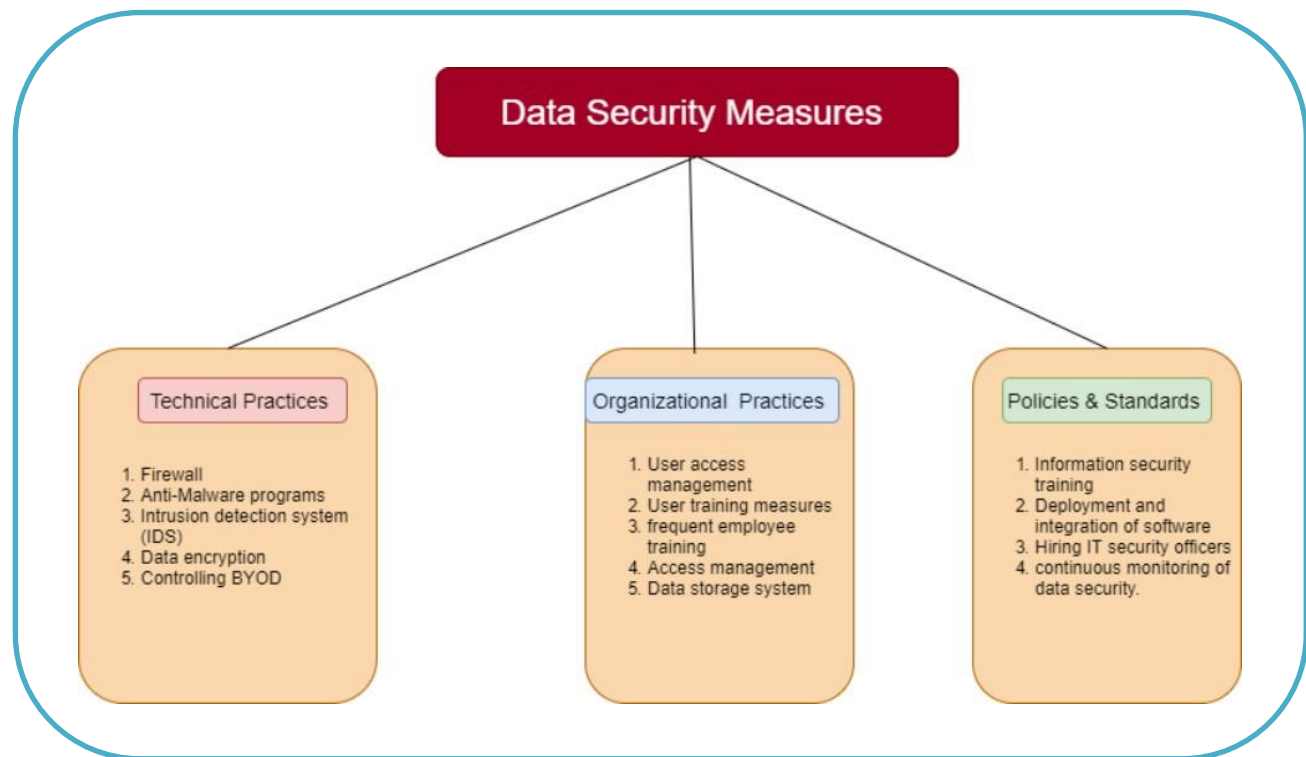 Data Security Measures
Technical Practices
1. Firewall
2. Anti-Malware programs
3. Intrusion detection system
(IDS)
4. Data encryption
5. Controlling BYOD
Organizational Practices
1. User access
management
2. User training measures
3. frequent employee
training
4. Access management
5. Data storage system
Policies & Standards
1. Information security
training
2. Deployment and
integration of software
3. Hiring IT security officers
4. continuous monitoring of
data security.